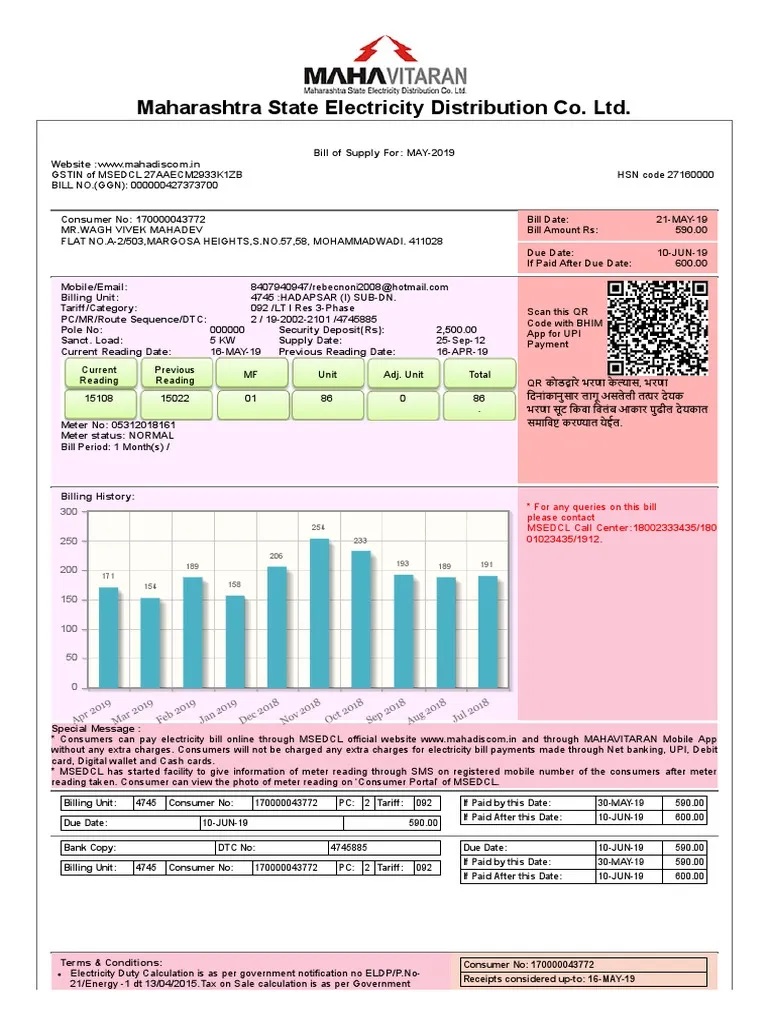 MAHAVITARAN
Maharashtra State Electricity Distribution Co. Ltd.
Maharashtra State Electricity Distribution Co. Ltd.
Bill of Supply For: MAY-2019
Website :www.mahadiscom.in
GSTIN of MSEDCL 27AAECM2933K1ZB HSN code 27160000
BILL NO.(GGN): 000000427373700
Consumer No: 170000043772
MR.WAGH VIVEK MAHADEV
FLAT NO.A-2/503,MARGOSA HEIGHTS,S.NO.57,58, MOHAMMADWADI. 411028
Bill Date: 21-MAY-19
Bill Amount Rs: 590.00
Due Date: 10-JUN-19
If Paid After Due Date: 600.00
Mobile/Email: 8407940947/rebecnoni2008@hotmail.com
Billing Unit: 4745 :HADAPSAR (I) SUB-DN.
Tariff/Category: 092 /LT I Res 3-Phase
PC/MR/Route Sequence/DTC: 2 / 19-2002-2101 /4745885
Pole No: 000000 Security Deposit(Rs): 2,500.00
Sanct. Load: 5 KW Supply Date: 25-Sep-12
Current Reading Date: 16-MAY-19 Previous Reading Date: 16-APR-19
Current Reading Previous Reading MF Unit Adj. Unit Total
15108 15022 01 86 0 86
.
Meter No: 05312018161
Meter status: NORMAL
Bill Period: 1 Month(s) /
Scan this QR
Code with BHIM
App for UPI
Payment
QR कोडद्वारे भरणा केल्यास, भरणा
दिनांकानुसार लागू असलेली तत्पर देयक
भरणा सूट किंवा विलंब आकार पुढील देयकात
समाविष्ट करण्यात येईल.
Billing History:
300
250
200
150
100
50
0
171 154 189 158 206 254 233 193 189 191
Apr 2019 Mar 2019 Feb 2019 Jan 2019 Dec 2018 Nov 2018 Oct 2018 Sep 2018 Aug 2018 Jul 2018
* For any queries on this bill
please contact
MSEDCL Call Center:18002333435/180
01023435/1912.
Special Message :
* Consumers can pay electricity bill online through MSEDCL official website www.mahadiscom.in and through MAHAVITARAN Mobile App
without any extra charges. Consumers will not be charged any extra charges for electricity bill payments made through Net banking, UPI, Debit
card, Digital wallet and Cash cards.
* MSEDCL has started facility to give information of meter reading through SMS on registered mobile number of the consumers after meter
reading taken. Consumer can view the photo of meter reading on 'Consumer Portal' of MSEDCL.
Billing Unit: 4745 Consumer No: 170000043772 PC: 2 Tariff: 092
Due Date: 10-JUN-19 590.00
If Paid by this Date: 30-MAY-19 590.00
If Paid After this Date: 10-JUN-19 600.00
Bank Copy: DTC No: 4745885
Billing Unit: 4745 Consumer No: 170000043772 PC: 2 Tariff: 092
Due Date: 10-JUN-19 590.00
If Paid by this Date: 30-MAY-19 590.00
If Paid After this Date: 10-JUN-19 600.00
Terms & Conditions:
• Electricity Duty Calculation is as per government notification no ELDP/P.No-
21/Energy -1 dt 13/04/2015.Tax on Sale calculation is as per Government
Consumer No: 170000043772
Receipts considered up-to: 16-MAY-19